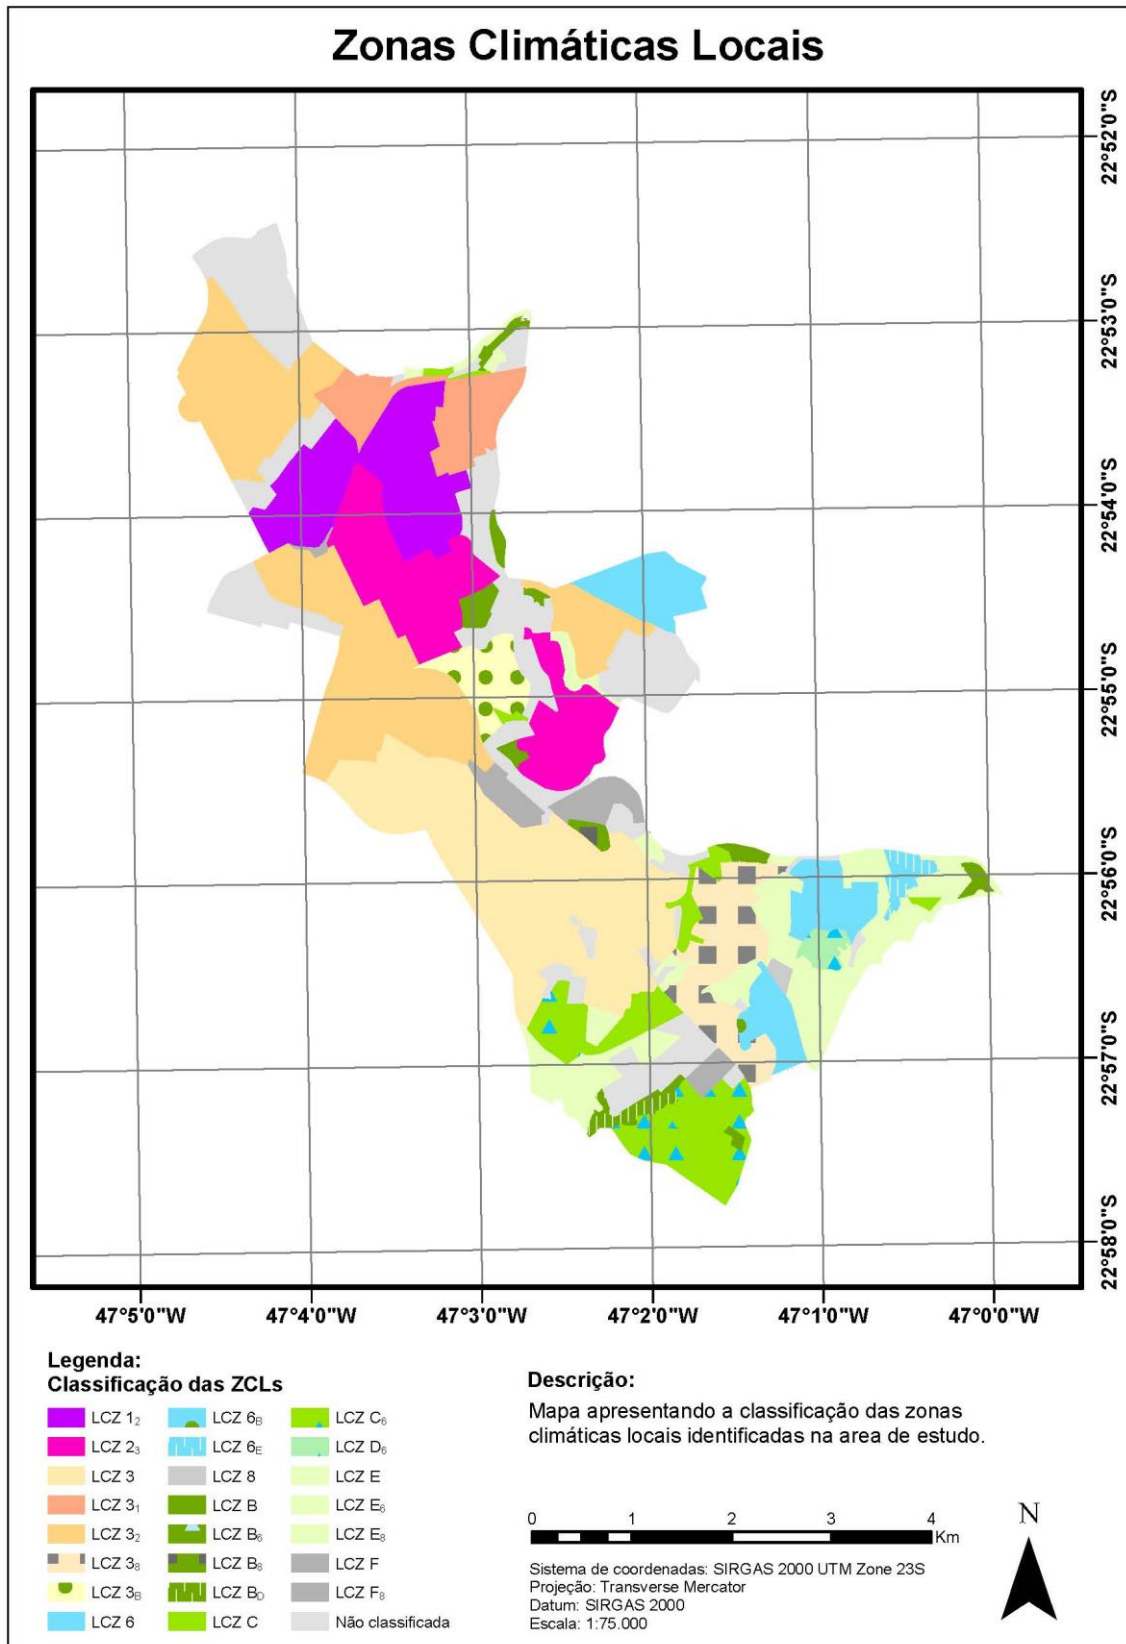 Zonas Climáticas Locais
22°52'0"S
22°53'0"S
22°54'0"S
22°55'0"S
22°56'0"S
22°57'0"S
22°58'0"S
47°5'0"W
47°4'0"W
47°3'0"W
47°2'0"W
47°1'0"W
47°0'0"W
Legenda:
Classificação das ZCLs
LCZ 1₂
LCZ 2₃
LCZ 3
LCZ 3₁
LCZ 3₂
LCZ 3₈
LCZ 3_B
LCZ 6
LCZ 6_B
LCZ 6_E
LCZ 8
LCZ B
LCZ B₆
LCZ B₈
LCZ B_D
LCZ C
LCZ C₆
LCZ D₆
LCZ E
LCZ E₆
LCZ E₈
LCZ F
LCZ F₈
Não classificada
Descrição:
Mapa apresentando a classificação das zonas
climáticas locais identificadas na area de estudo.
0 1 2 3 4
Km
N
Sistema de coordenadas: SIRGAS 2000 UTM Zone 23S
Projeção: Transverse Mercator
Datum: SIRGAS 2000
Escala: 1:75.000